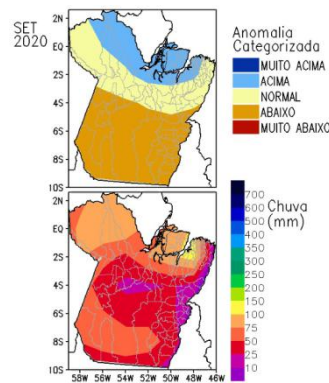 SET
2020
2N
EQ
2S
4S
6S
8S
10S
Anomalia
Categorizada
MUITO ACIMA
ACIMA
NORMAL
ABAIXO
MUITO ABAIXO
2N
EQ
2S
4S
6S
8S
10S
58W 56W 54W 52W 50W 48W 46W
Chuva
(mm)
700
600
500
400
350
300
250
200
150
100
75
50
25
10